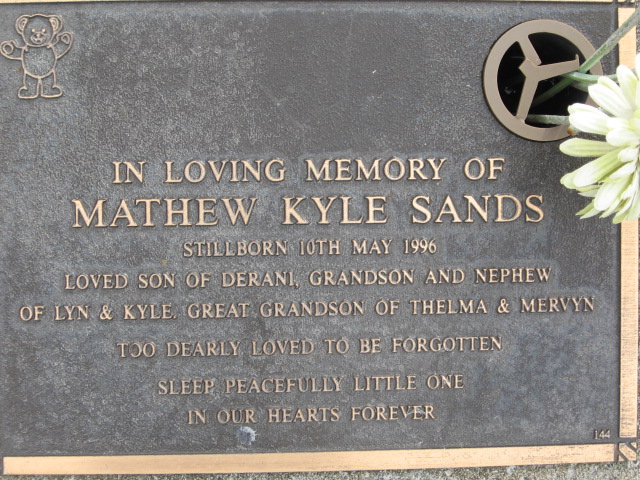 IN LOVING MEMORY OF
MATHEW KYLE SANDS
STILLBORN 10TH MAY 1996
LOVED SON OF DERANI, GRANDSON AND NEPHEW
OF LYN & KYLE. GREAT GRANDSON OF THELMA & MERVYN
TOO DEARLY LOVED TO BE FORGOTTEN
SLEEP PEACEFULLY LITTLE ONE
IN OUR HEARTS FOREVER
144